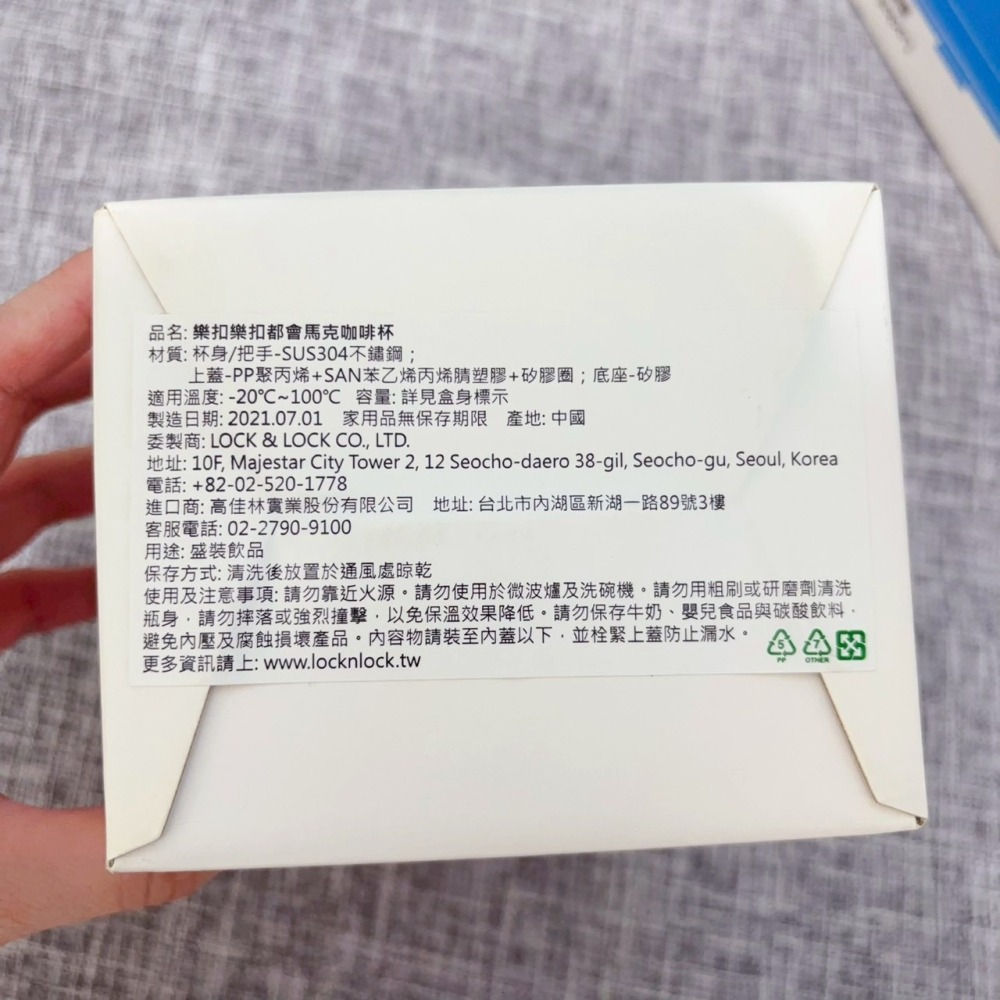 品名: 樂扣樂扣都會馬克咖啡杯
材質: 杯身/把手-SUS304不鏽鋼；
上蓋-PP聚丙烯+SAN苯乙烯丙烯腈塑膠+矽膠圈；底座-矽膠
適用溫度: -20℃~100℃ 容量: 詳見盒身標示
製造日期: 2021.07.01 家用品無保存期限 產地: 中國
委製商: LOCK & LOCK CO., LTD.
地址: 10F, Majestar City Tower 2, 12 Seocho-daero 38-gil, Seocho-gu, Seoul, Korea
電話: +82-02-520-1778
進口商: 高佳林實業股份有限公司 地址: 台北市內湖區新湖一路89號3樓
客服電話: 02-2790-9100
用途: 盛裝飲品
保存方式: 清洗後放置於通風處晾乾
使用及注意事項: 請勿靠近火源。請勿使用於微波爐及洗碗機。請勿用粗刷或研磨劑清洗
瓶身，請勿摔落或強烈撞擊，以免保溫效果降低。請勿保存牛奶、嬰兒食品與碳酸飲料，
避免內壓及腐蝕損壞產品。內容物請裝至內蓋以下，並栓緊上蓋防止漏水。
5 7
PP OTHER
更多資訊請上: www.locknlock.tw